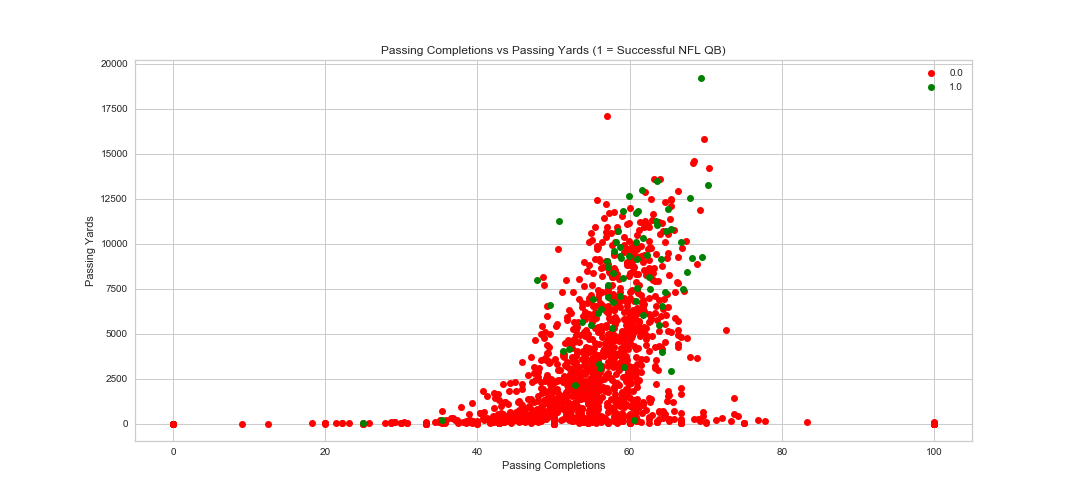 Passing Completions vs Passing Yards (1 = Successful NFL QB)
0.0
1.0
20000
17500
15000
12500
10000
7500
5000
2500
0
Passing Yards
0 20 40 60 80 100
Passing Completions